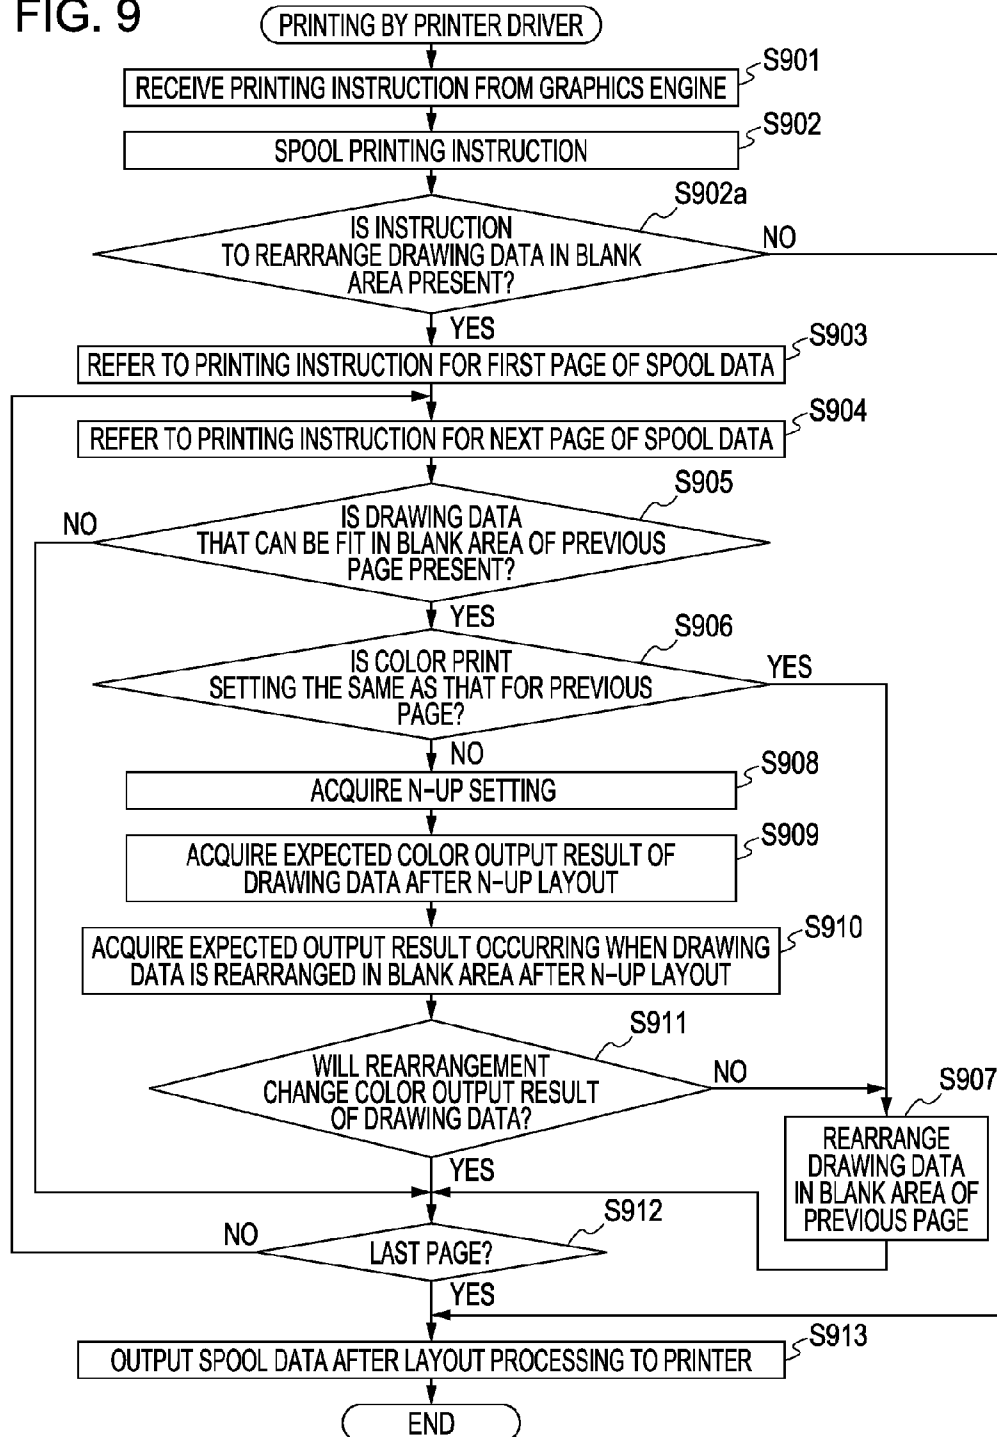 FIG. 9
PRINTING BY PRINTER DRIVER
S901
RECEIVE PRINTING INSTRUCTION FROM GRAPHICS ENGINE
S902
SPOOL PRINTING INSTRUCTION
S902a
IS INSTRUCTION
TO REARRANGE DRAWING DATA IN BLANK
AREA PRESENT?
NO
YES
S903
REFER TO PRINTING INSTRUCTION FOR FIRST PAGE OF SPOOL DATA
S904
REFER TO PRINTING INSTRUCTION FOR NEXT PAGE OF SPOOL DATA
S905
NO
IS DRAWING DATA
THAT CAN BE FIT IN BLANK AREA OF PREVIOUS
PAGE PRESENT?
YES
S906
IS COLOR PRINT
SETTING THE SAME AS THAT FOR PREVIOUS
PAGE?
YES
NO
S908
ACQUIRE N-UP SETTING
S909
ACQUIRE EXPECTED COLOR OUTPUT RESULT OF
DRAWING DATA AFTER N-UP LAYOUT
S910
ACQUIRE EXPECTED OUTPUT RESULT OCCURRING WHEN DRAWING
DATA IS REARRANGED IN BLANK AREA AFTER N-UP LAYOUT
S911
WILL REARRANGEMENT
CHANGE COLOR OUTPUT RESULT
OF DRAWING DATA?
NO
YES
S907
REARRANGE
DRAWING DATA
IN BLANK AREA OF
PREVIOUS PAGE
S912
NO
LAST PAGE?
YES
S913
OUTPUT SPOOL DATA AFTER LAYOUT PROCESSING TO PRINTER
END